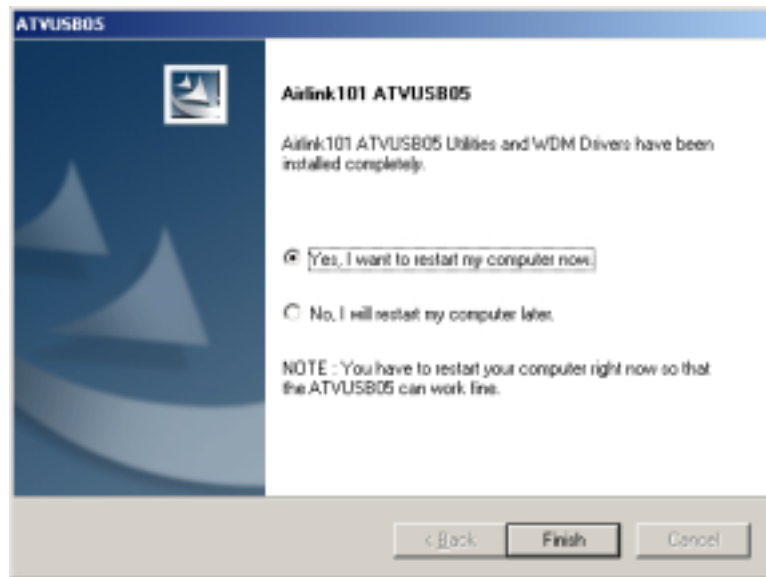 ATVUSB05
Airlink101 ATVUSB05
Airlink101 ATVUSB05 Utilities and WDM Drivers have been
installed completely.
Yes, I want to restart my computer now.
No, I will restart my computer later.
NOTE : You have to restart your computer right now so that
the ATVUSB05 can work fine.
< Back
Finish
Cancel